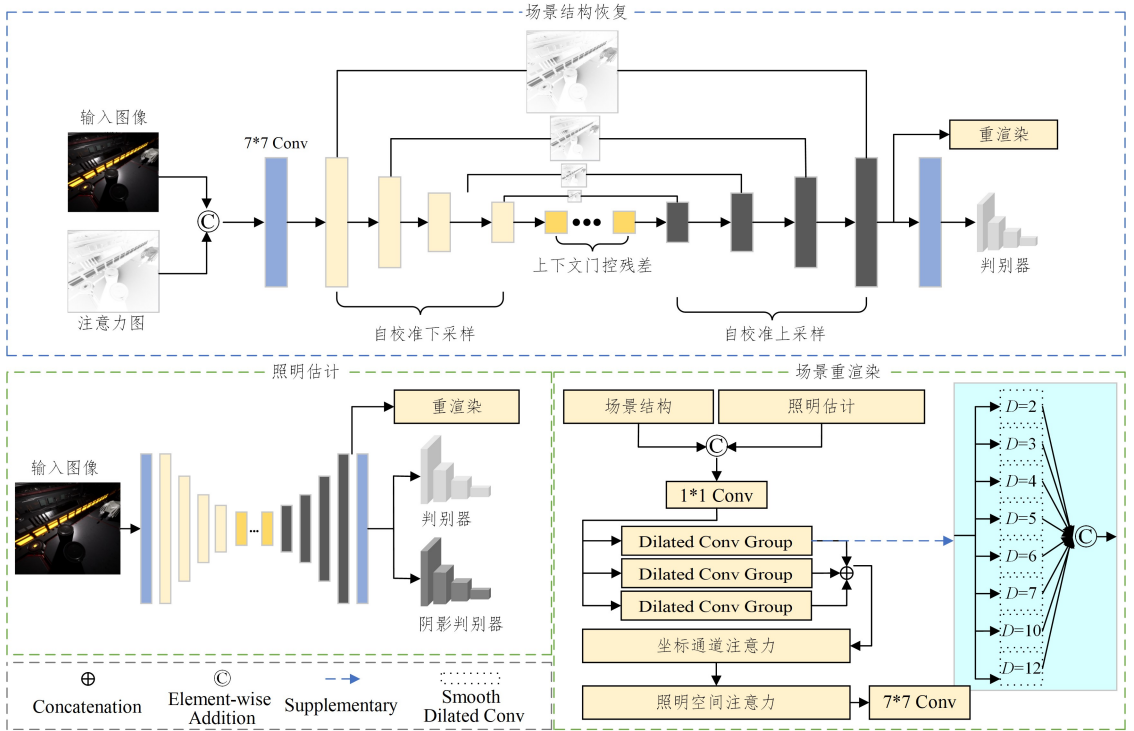 场景结构恢复
输入图像
7*7 Conv
重渲染
C
上下文门控残差
判别器
注意力图
自校准下采样
自校准上采样
照明估计
重渲染
输入图像
判别器
阴影判别器
场景重渲染
场景结构
照明估计
C
1*1 Conv
Dilated Conv Group
Dilated Conv Group
Dilated Conv Group
坐标通道注意力
照明空间注意力
7*7 Conv
D=2
D=3
D=4
D=5
D=6
D=7
D=10
D=12
C
Concatenation
C
Element-wise
Addition
Supplementary
Smooth
Dilated Conv